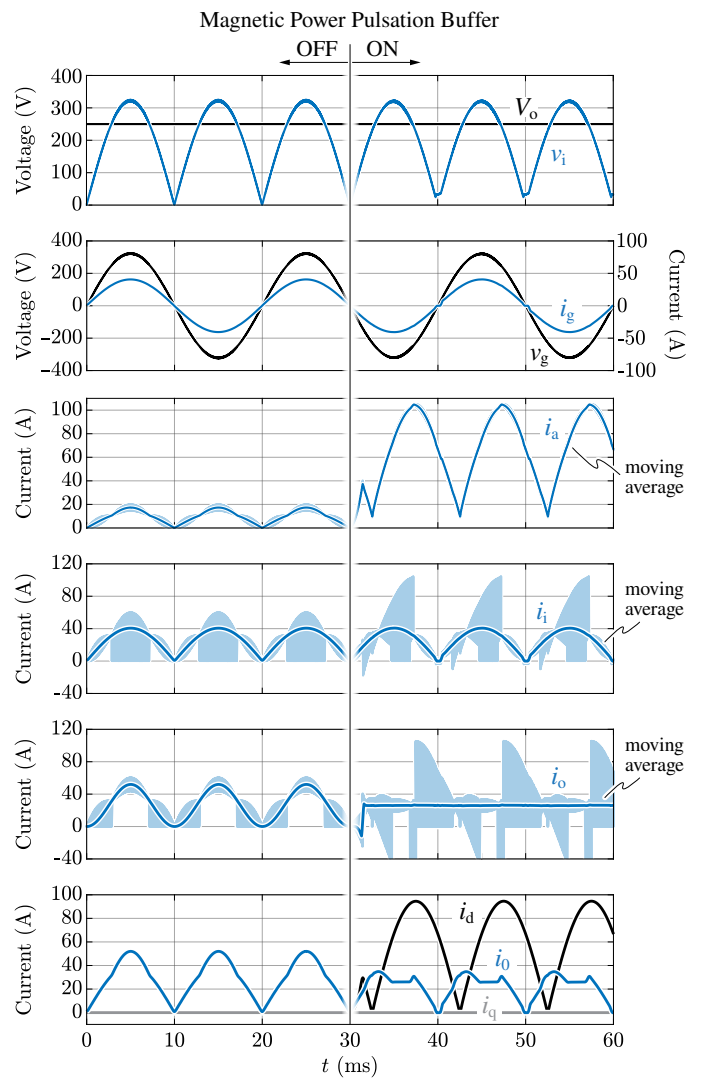 Magnetic Power Pulsation Buffer
OFF ON
400
300
200
100
0
Voltage (V)
V_o
v_i
400
200
0
−200
−400
Voltage (V)
100
50
0
-50
-100
Current (A)
i_g
v_g
100
80
60
40
20
0
Current (A)
i_a
moving
average
120
80
40
0
-40
Current (A)
i_i
moving
average
120
80
40
0
-40
Current (A)
i_o
moving
average
100
80
60
40
20
0
Current (A)
i_d
i_0
i_q
0 10 20 30 40 50 60
t (ms)